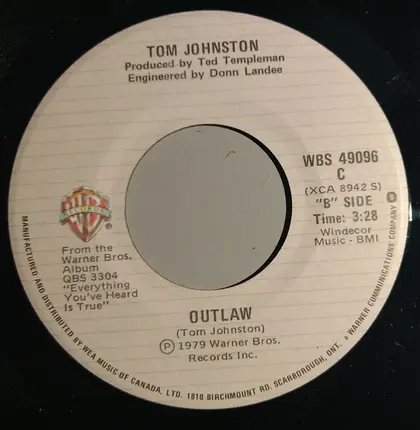 TOM JOHNSTON
Produced by Ted Templeman
Engineered by Donn Landee
WBS 49096
C
(XCA 8942 S)
"B" SIDE
Time: 3:28
Windecor
Music - BMI
From the
Warner Bros.
Album
QBS 3304
"Everything
You've Heard
Is True"
OUTLAW
(Tom Johnston)
Ⓟ 1979 Warner Bros.
Records Inc.
MANUFACTURED AND DISTRIBUTED BY WEA MUSIC OF CANADA, LTD. 1810 BIRCHMOUNT RD. SCARBOROUGH, ONT. A WARNER COMMUNICATIONS COMPANY